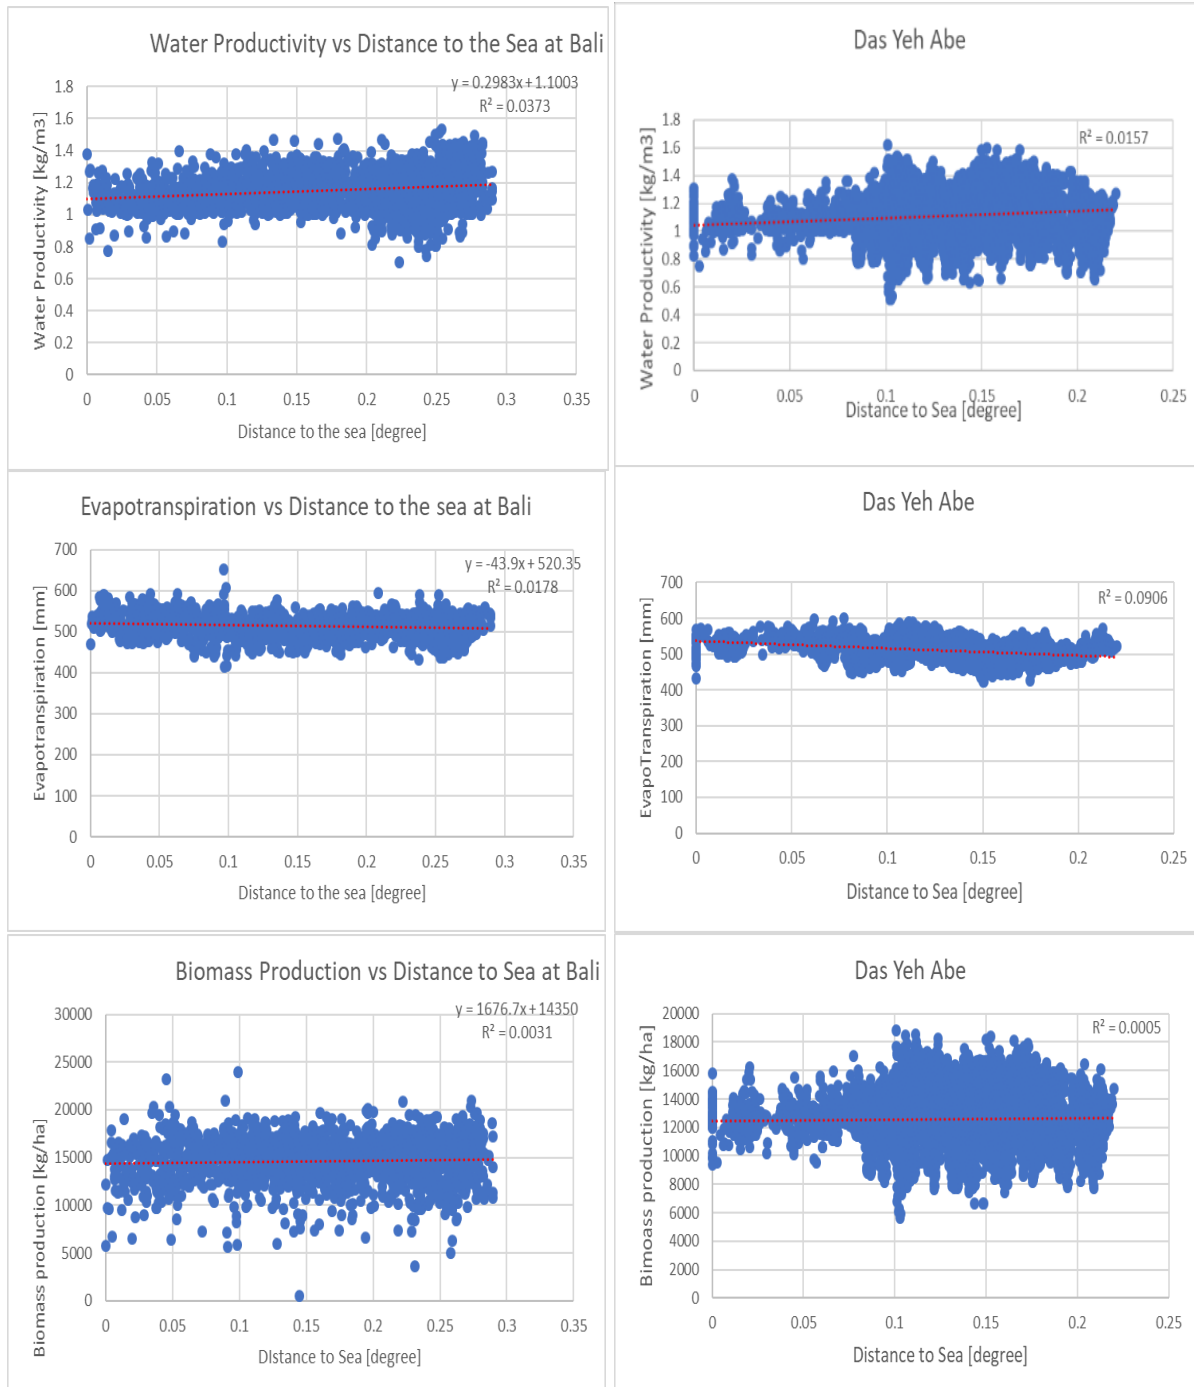 Water Productivity vs Distance to the Sea at Bali
y = 0.2983x + 1.1003
R² = 0.0373
Water Productivity [kg/m3]
1.8
1.6
1.4
1.2
1
0.8
0.6
0.4
0.2
0
0 0.05 0.1 0.15 0.2 0.25 0.3 0.35
Distance to the sea [degree]
Das Yeh Abe
R² = 0.0157
Water Productivity [kg/m3]
1.8
1.6
1.4
1.2
1
0.8
0.6
0.4
0.2
0
0 0.05 0.1 0.15 0.2 0.25
Distance to Sea [degree]
Evapotranspiration vs Distance to the sea at Bali
y = -43.9x + 520.35
R² = 0.0178
Evapotranspiration [mm]
700
600
500
400
300
200
100
0
0 0.05 0.1 0.15 0.2 0.25 0.3 0.35
Distance to the sea [degree]
Das Yeh Abe
R² = 0.0906
EvapoTranspiration [mm]
700
600
500
400
300
200
100
0
0 0.05 0.1 0.15 0.2 0.25
Distance to Sea [degree]
Biomass Production vs Distance to Sea at Bali
y = 1676.7x + 14350
R² = 0.0031
Biomass production [kg/ha]
30000
25000
20000
15000
10000
5000
0
0 0.05 0.1 0.15 0.2 0.25 0.3 0.35
DIstance to Sea [degree]
Das Yeh Abe
R² = 0.0005
Bimoass production [kg/ha]
20000
18000
16000
14000
12000
10000
8000
6000
4000
2000
0
0 0.05 0.1 0.15 0.2 0.25
Distance to Sea [degree]